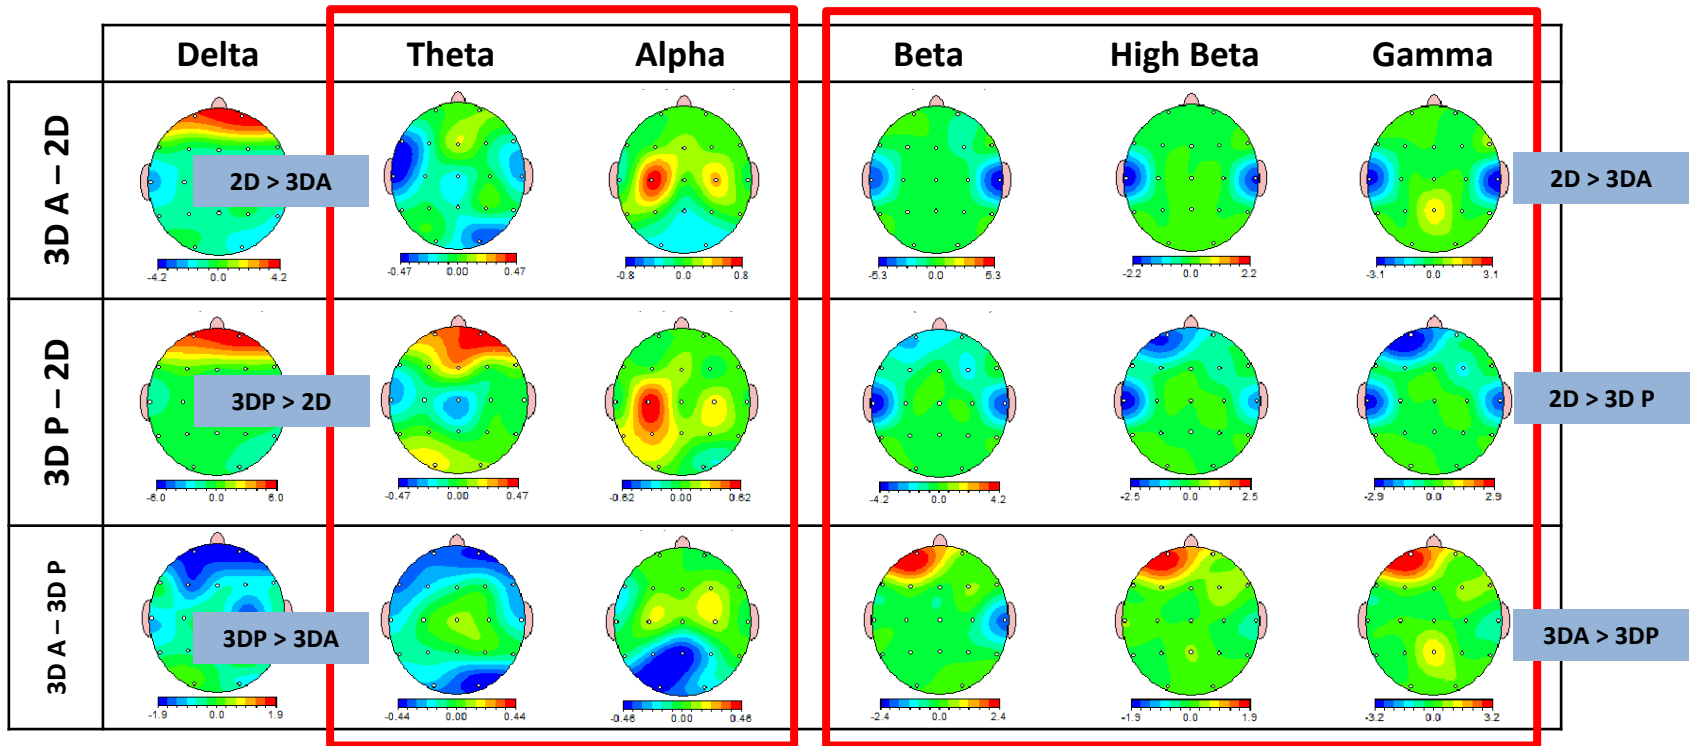 Delta Theta Alpha Beta High Beta Gamma
3D A – 2D
2D > 3DA
2D > 3DA
-4.2 0.0 4.2
-0.47 0.00 0.47
-0.8 0.0 0.8
-5.3 0.0 5.3
-2.2 0.0 2.2
-3.1 0.0 3.1
3D P – 2D
3DP > 2D
2D > 3D P
-6.0 0.0 6.0
-0.47 0.00 0.47
-0.62 0.00 0.62
-4.2 0.0 4.2
-2.5 0.0 2.5
-2.9 0.0 2.9
3D A – 3D P
3DP > 3DA
3DA > 3DP
-1.9 0.0 1.9
-0.44 0.00 0.44
-0.46 0.00 0.46
-2.4 0.0 2.4
-1.9 0.0 1.9
-3.2 0.0 3.2